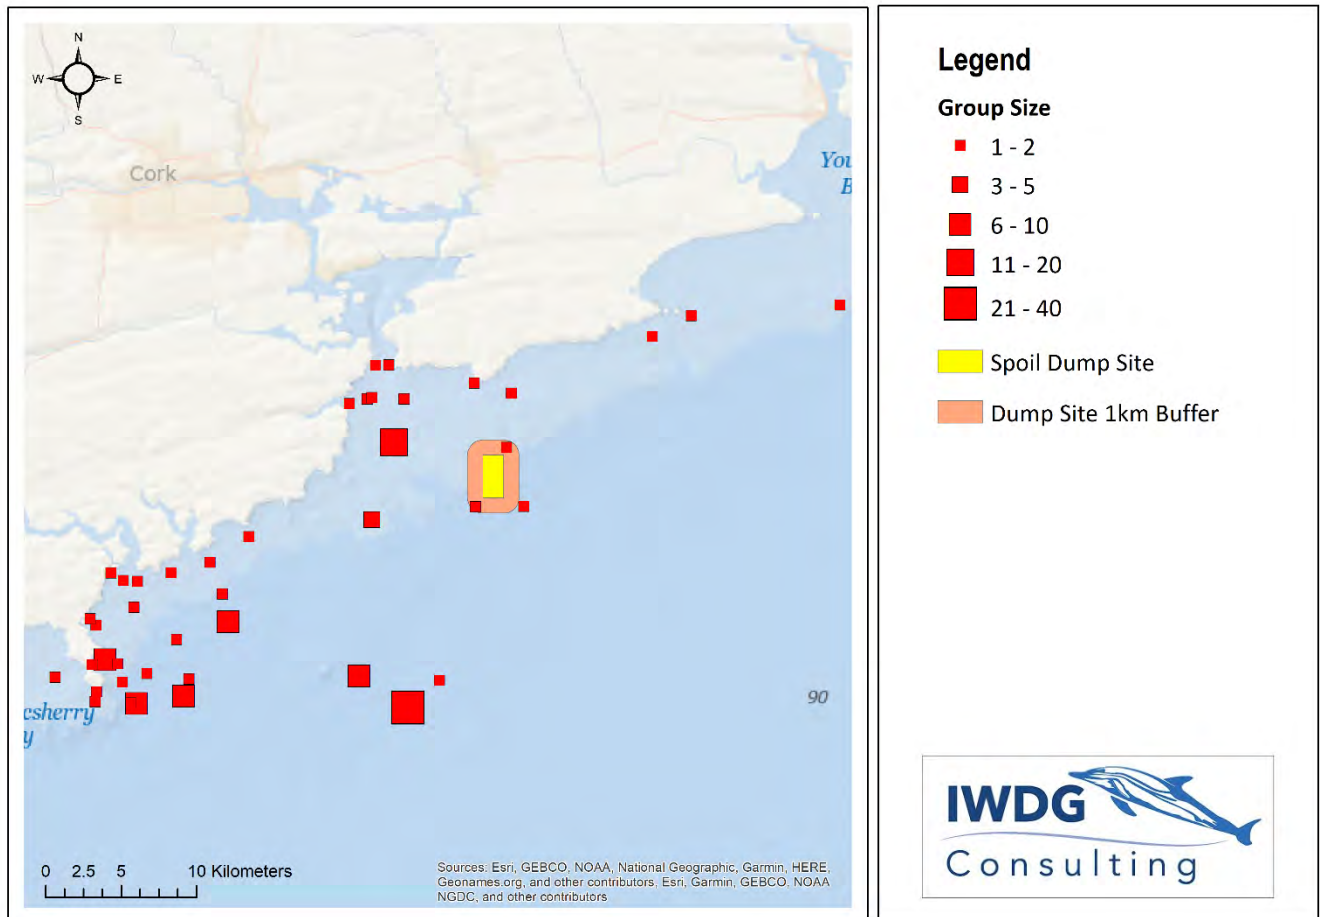 N
W
E
S
Cork
You
B
csherry
y
90
0 2.5 5 10 Kilometers
Sources: Esri, GEBCO, NOAA, National Geographic, Garmin, HERE,
Geonames.org, and other contributors, Esri, Garmin, GEBCO, NOAA
NGDC, and other contributors
Legend
Group Size
1 - 2
3 - 5
6 - 10
11 - 20
21 - 40
Spoil Dump Site
Dump Site 1km Buffer
IWDG
Consulting